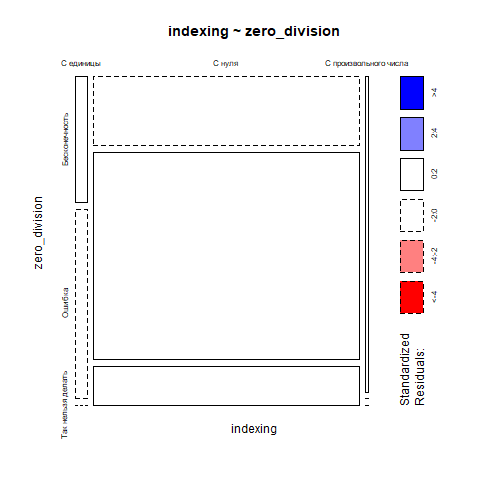 indexing ~ zero_division
С единицы
С нуля
С произвольного числа
Бесконечность
Ошибка
Так нельзя делать
zero_division
indexing
>4
2:4
0:2
-2:0
-4:-2
<-4
Standardized
Residuals: